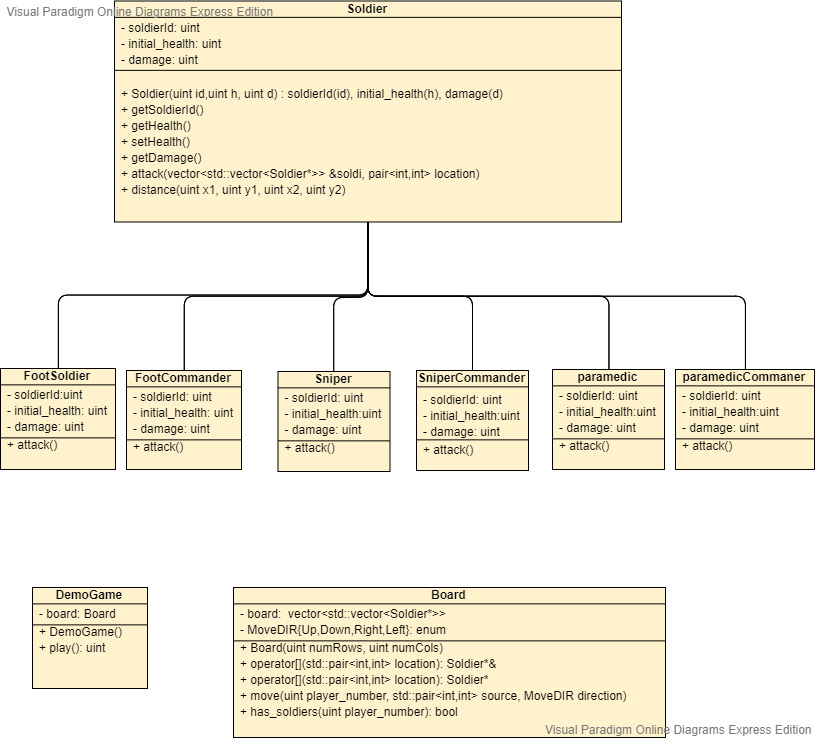 Visual Paradigm Online Diagrams Express Edition
Soldier
- soldierId: uint
- initial_health: uint
- damage: uint
+ Soldier(uint id,uint h, uint d) : soldierId(id), initial_health(h), damage(d)
+ getSoldierId()
+ getHealth()
+ setHealth()
+ getDamage()
+ attack(vector<std::vector<Soldier*>> &soldi, pair<int,int> location)
+ distance(uint x1, uint y1, uint x2, uint y2)
FootSoldier
- soldierId:uint
- initial_health: uint
- damage: uint
+ attack()
FootCommander
- soldierId: uint
- initial_health: uint
- damage: uint
+ attack()
Sniper
- soldierId: uint
- initial_health:uint
- damage: uint
+ attack()
SniperCommander
- soldierId: uint
- initial_health:uint
- damage: uint
+ attack()
paramedic
- soldierId: uint
- initial_health:uint
- damage: uint
+ attack()
paramedicCommaner
- soldierId: uint
- initial_health:uint
- damage: uint
+ attack()
DemoGame
- board: Board
+ DemoGame()
+ play(): uint
Board
- board: vector<std::vector<Soldier*>>
- MoveDIR{Up,Down,Right,Left}: enum
+ Board(uint numRows, uint numCols)
+ operator[](std::pair<int,int> location): Soldier*&
+ operator[](std::pair<int,int> location): Soldier*
+ move(uint player_number, std::pair<int,int> source, MoveDIR direction)
+ has_soldiers(uint player_number): bool
Visual Paradigm Online Diagrams Express Edition